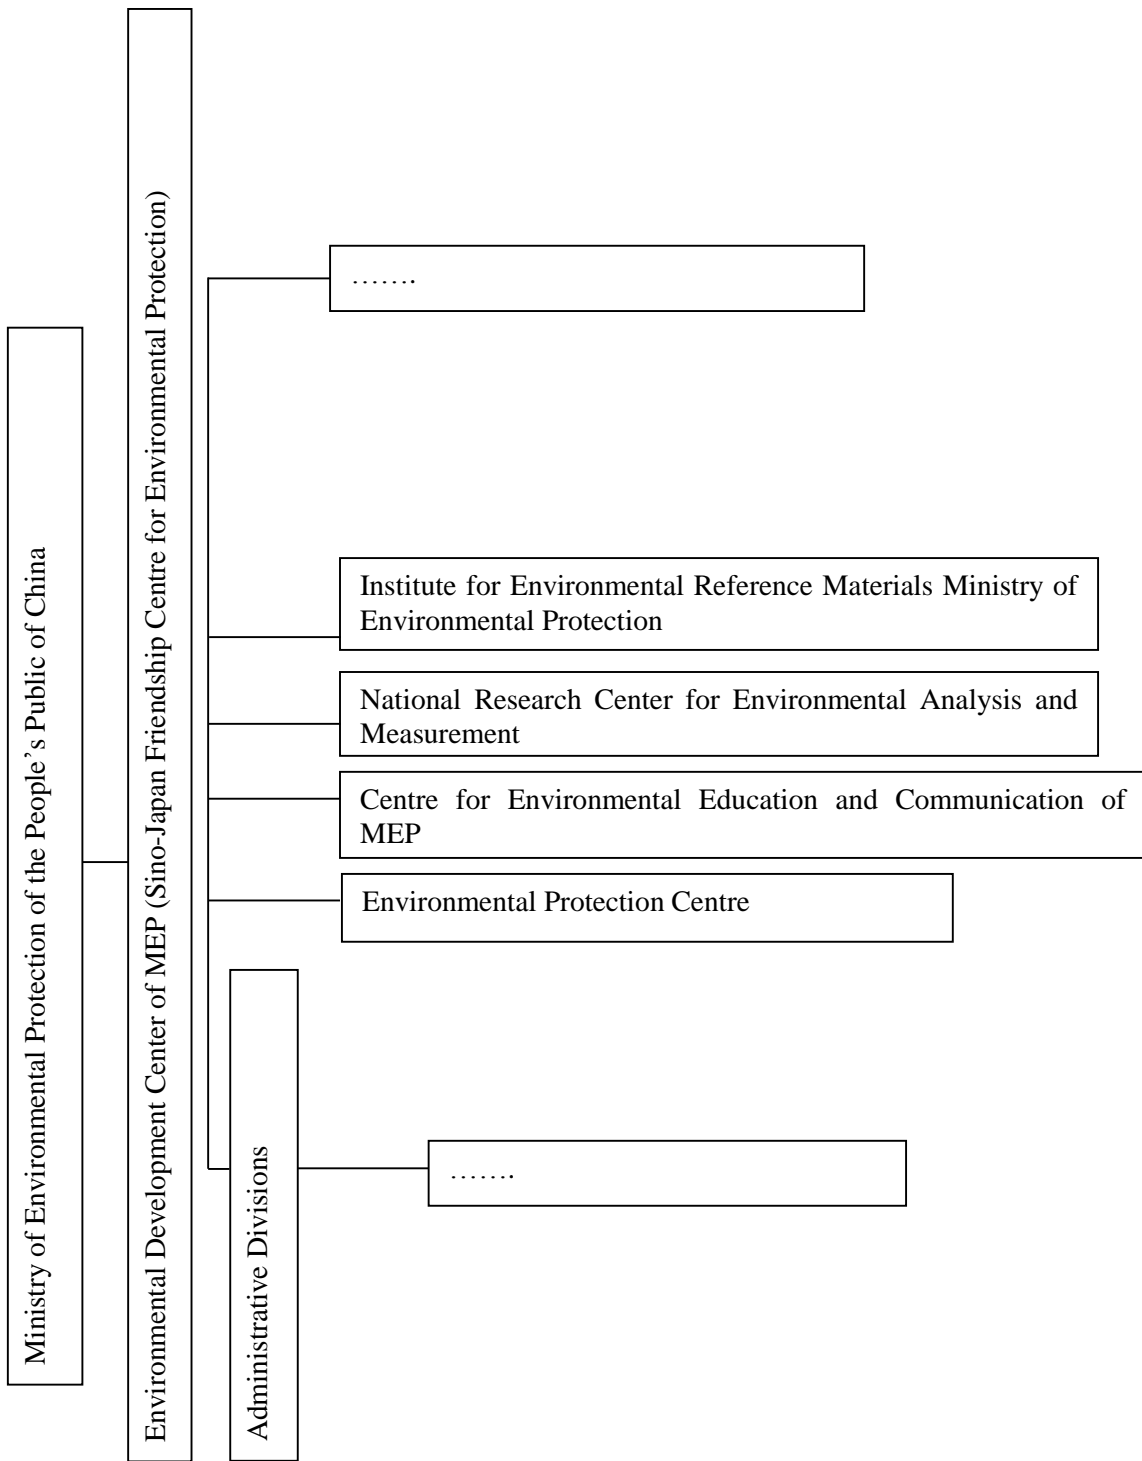 Ministry of Environmental Protection of the People’s Public of China
Environmental Development Center of MEP (Sino-Japan Friendship Centre for Environmental Protection)
…….
Institute for Environmental Reference Materials Ministry of
Environmental Protection
National Research Center for Environmental Analysis and
Measurement
Centre for Environmental Education and Communication of
MEP
Environmental Protection Centre
Administrative Divisions
…….